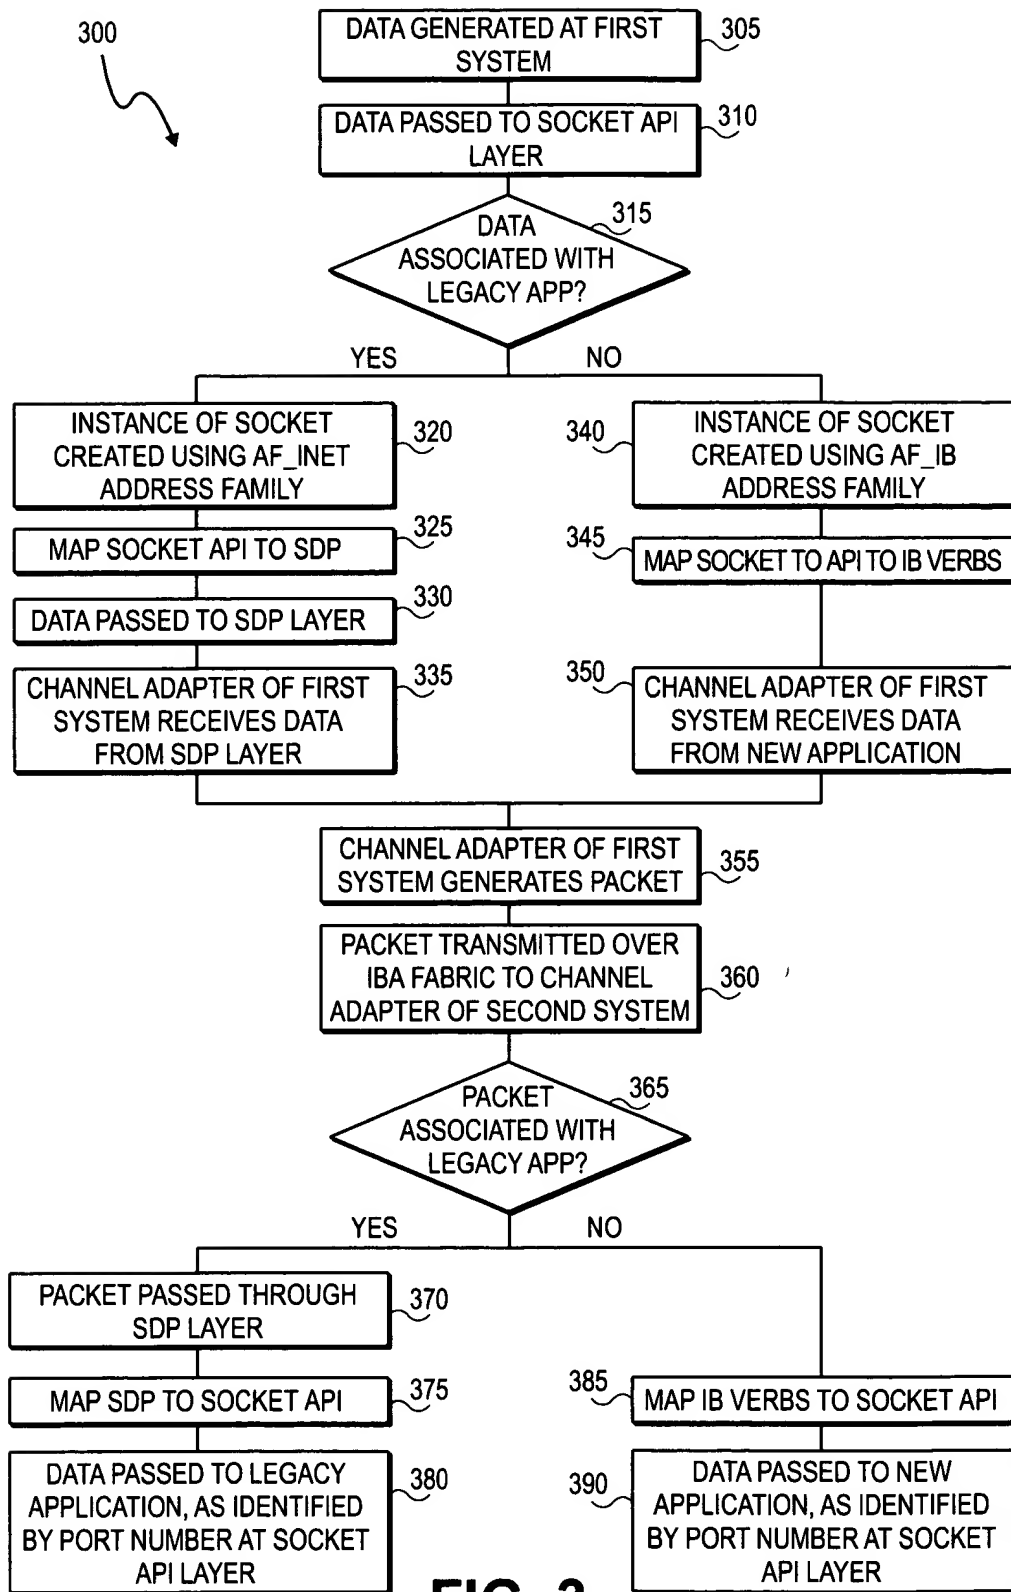 300
DATA GENERATED AT FIRST
SYSTEM
305
DATA PASSED TO SOCKET API
LAYER
310
DATA
ASSOCIATED WITH
LEGACY APP?
315
YES
NO
INSTANCE OF SOCKET
CREATED USING AF_INET
ADDRESS FAMILY
320
MAP SOCKET API TO SDP
325
DATA PASSED TO SDP LAYER
330
CHANNEL ADAPTER OF FIRST
SYSTEM RECEIVES DATA
FROM SDP LAYER
335
340
INSTANCE OF SOCKET
CREATED USING AF_IB
ADDRESS FAMILY
345
MAP SOCKET TO API TO IB VERBS
350
CHANNEL ADAPTER OF FIRST
SYSTEM RECEIVES DATA
FROM NEW APPLICATION
CHANNEL ADAPTER OF FIRST
SYSTEM GENERATES PACKET
355
PACKET TRANSMITTED OVER
IBA FABRIC TO CHANNEL
ADAPTER OF SECOND SYSTEM
360
PACKET
ASSOCIATED WITH
LEGACY APP?
365
YES
NO
PACKET PASSED THROUGH
SDP LAYER
370
MAP SDP TO SOCKET API
375
DATA PASSED TO LEGACY
APPLICATION, AS IDENTIFIED
BY PORT NUMBER AT SOCKET
API LAYER
380
385
MAP IB VERBS TO SOCKET API
390
DATA PASSED TO NEW
APPLICATION, AS IDENTIFIED
BY PORT NUMBER AT SOCKET
API LAYER
FIG. 3